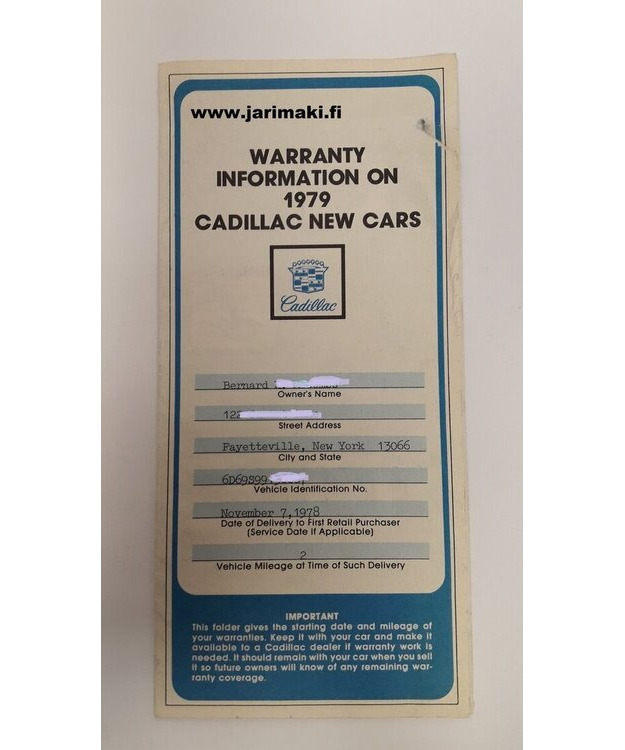 www.jarimaki.fi
WARRANTY
INFORMATION ON
1979
CADILLAC NEW CARS
Cadillac
Bernard
Owner's Name
Street Address
Fayetteville, New York 13066
City and State
6D69S99
Vehicle Identification No.
November 7,1978
Date of Delivery to First Retail Purchaser
(Service Date if Applicable)
2
Vehicle Mileage at Time of Such Delivery
IMPORTANT
This folder gives the starting date and mileage of
your warranties. Keep it with your car and make it
available to a Cadillac dealer if warranty work is
needed. It should remain with your car when you sell
it so future owners will know of any remaining war-
ranty coverage.